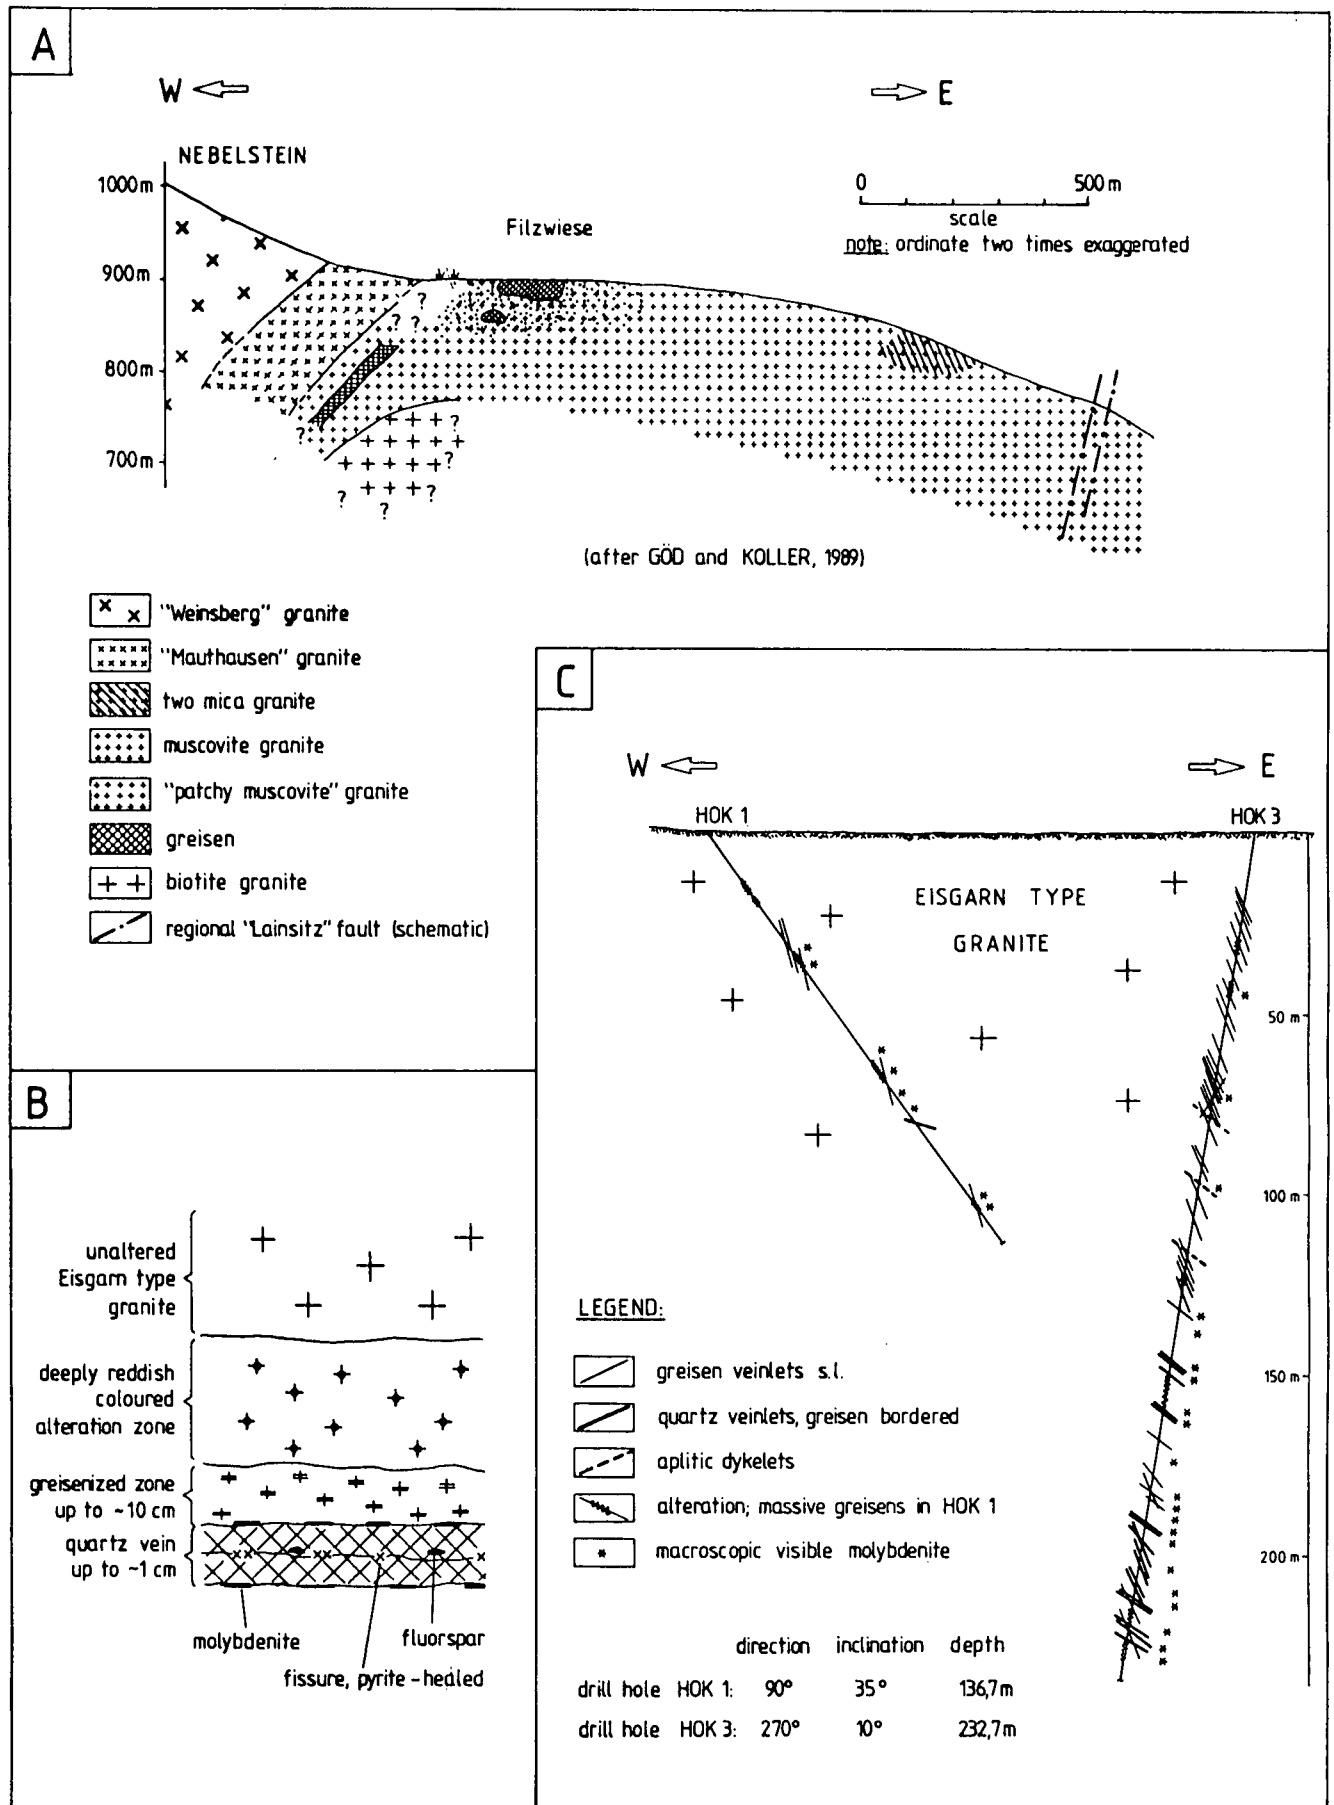 A
W E
NEBELSTEIN
1000m
900m
800m
700m
Filzwiese
0 500m
scale
note: ordinate two times exaggerated
? ? ? ? ? ? ? ? ? ?
(after GÖD and KOLLER, 1989)
"Weinsberg" granite
"Mauthausen" granite
two mica granite
muscovite granite
"patchy muscovite" granite
greisen
biotite granite
regional "Lainsitz" fault (schematic)
B
unaltered
Eisgarn type
granite
deeply reddish
coloured
alteration zone
greisenized zone
up to ~10 cm
quartz vein
up to ~1 cm
molybdenite
fluorspar
fissure, pyrite-healed
C
W E
HOK 1 HOK 3
EISGARN TYPE
GRANITE
50 m
100 m
150 m
200 m
LEGEND:
greisen veinlets s.l.
quartz veinlets, greisen bordered
aplitic dykelets
alteration; massive greisens in HOK 1
macroscopic visible molybdenite
direction inclination depth
drill hole HOK 1: 90° 35° 136,7m
drill hole HOK 3: 270° 10° 232,7m